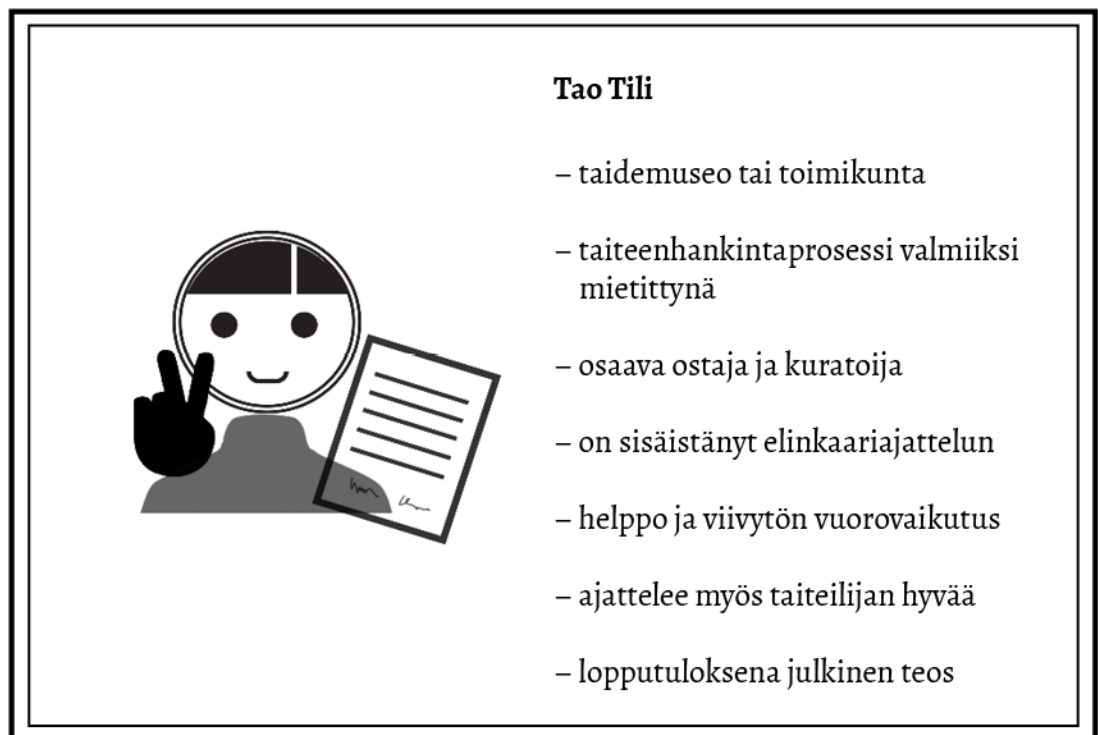 Tao Tili
– taidemuseo tai toimikunta
– taiteenhankintaprosessi valmiiksi
mietittynä
– osaava ostaja ja kuratoija
– on sisäistänyt elinkaariajattelun
– helppo ja viivytön vuorovaikutus
– ajattelee myös taiteilijan hyvää
– lopputuloksena julkinen teos